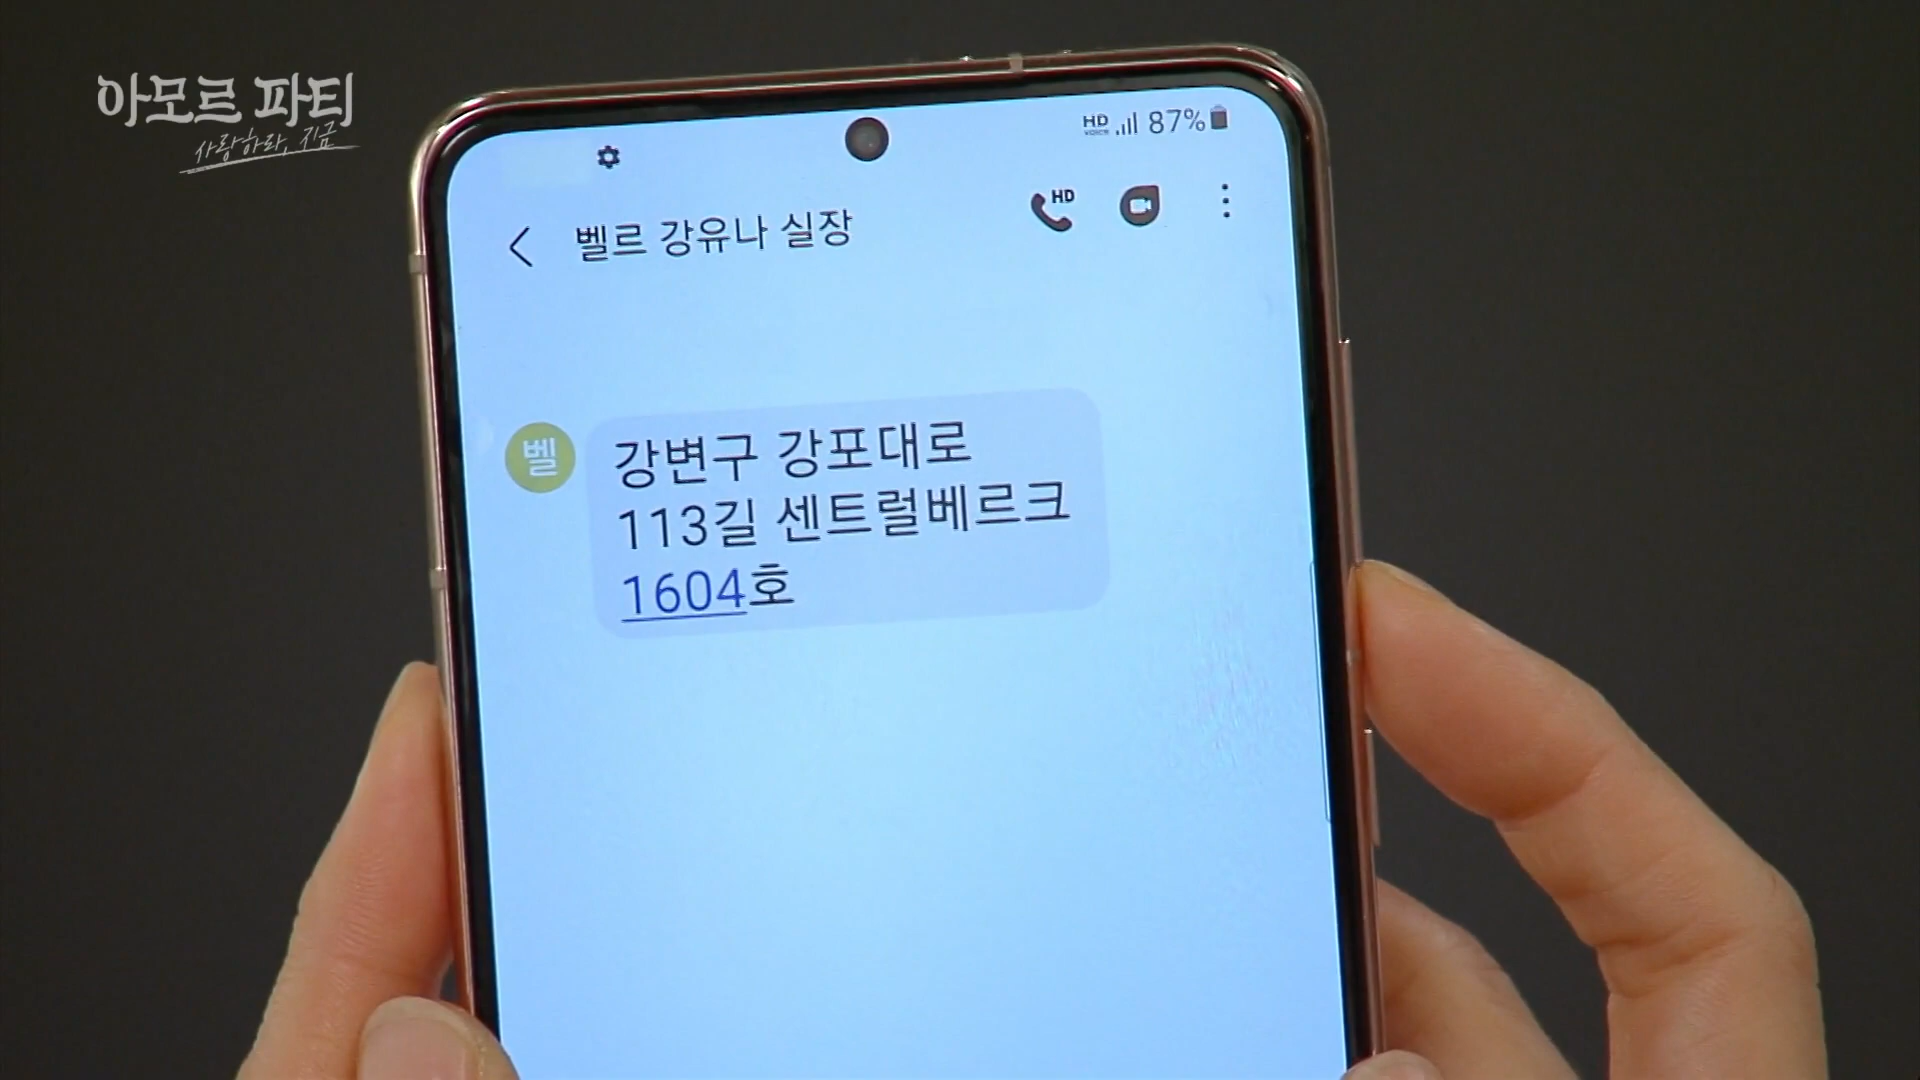 아모르 파티
사랑하라, 지금
HD VOICE 87%
HD
벨르 강유나 실장
벨
강변구 강포대로
113길 센트럴베르크
1604호